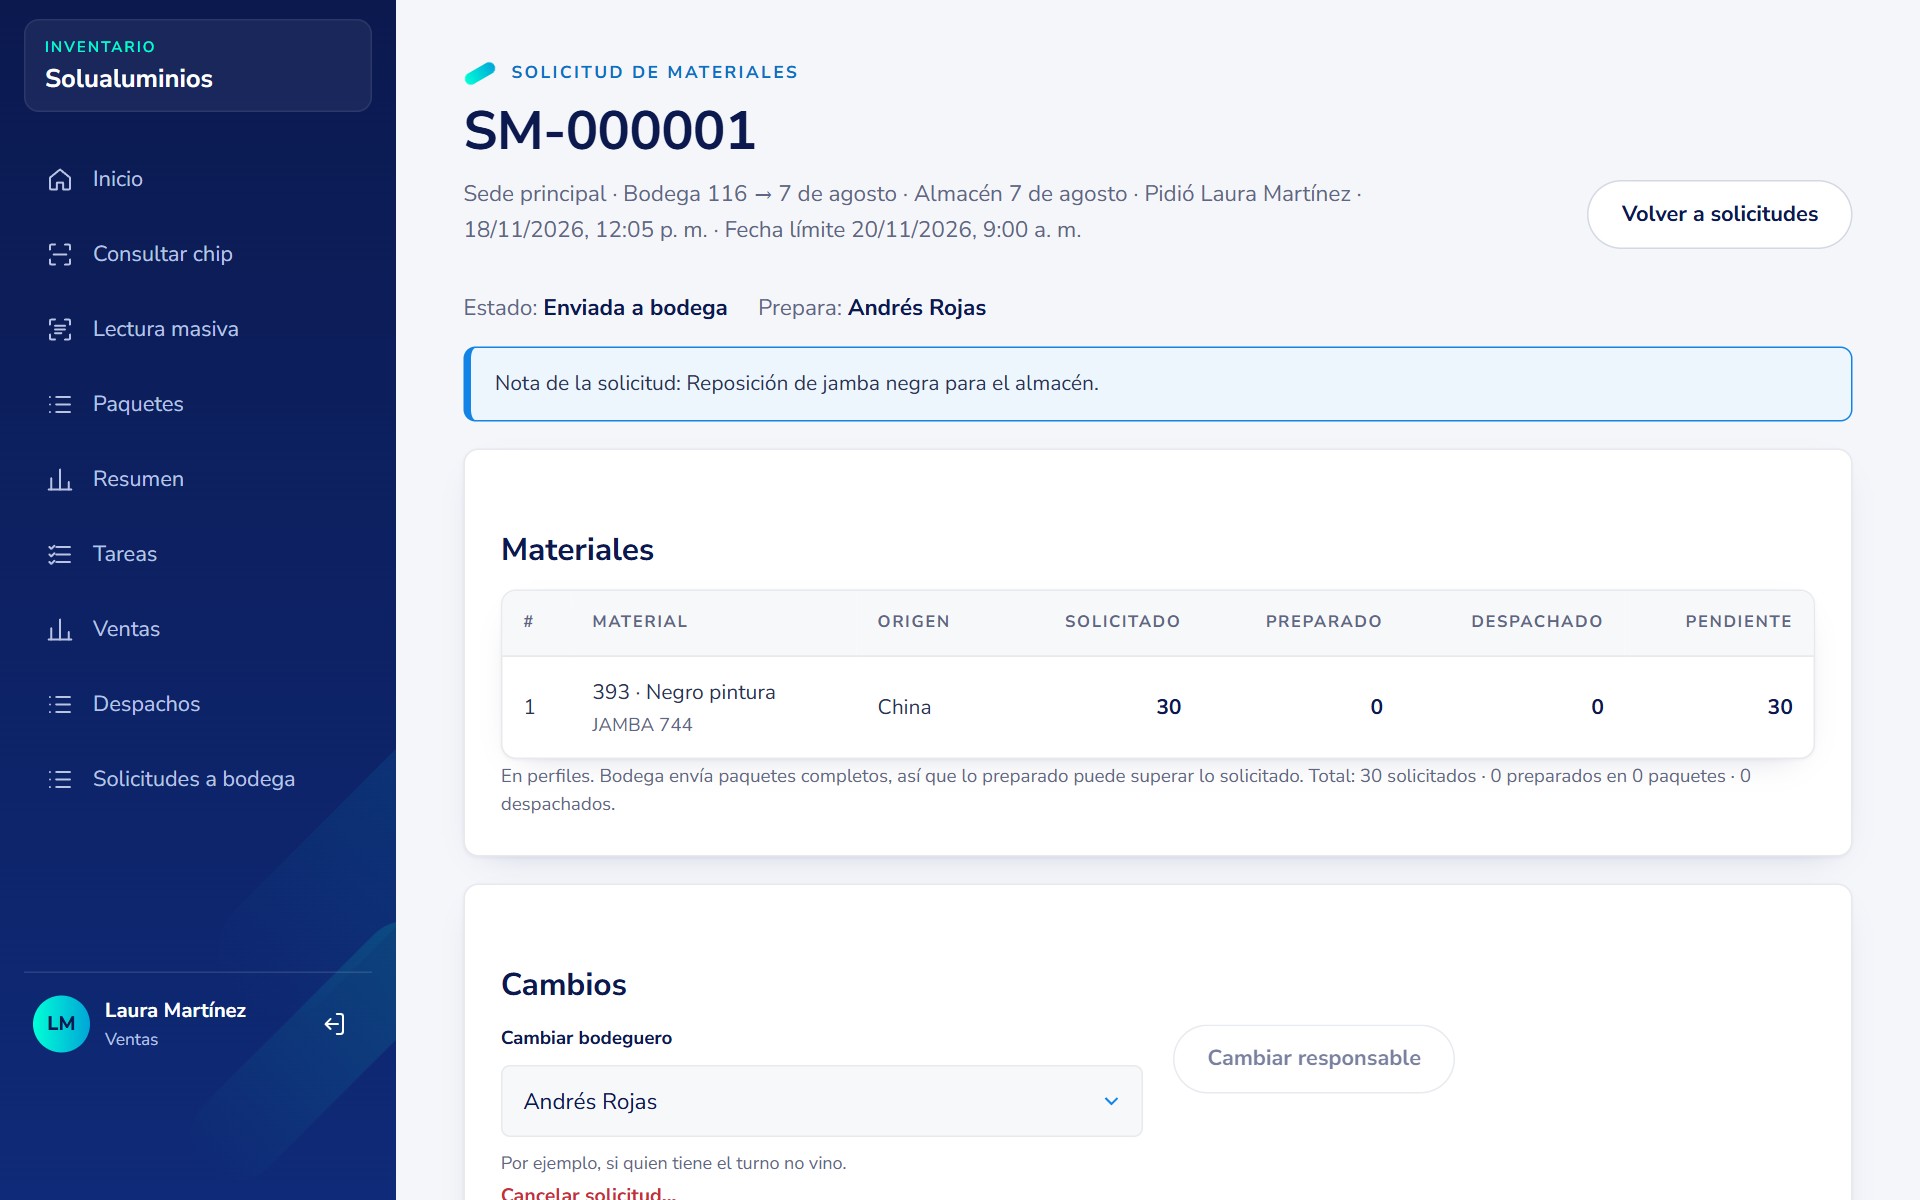 INVENTARIO
Solualuminios
Inicio
Consultar chip
Lectura masiva
Paquetes
Resumen
Tareas
Ventas
Despachos
Solicitudes a bodega
LM
Laura Martínez
Ventas
SOLICITUD DE MATERIALES
SM-000001
Sede principal · Bodega 116 → 7 de agosto · Almacén 7 de agosto · Pidió Laura Martínez ·
18/11/2026, 12:05 p. m. · Fecha límite 20/11/2026, 9:00 a. m.
Volver a solicitudes
Estado: Enviada a bodega Prepara: Andrés Rojas
Nota de la solicitud: Reposición de jamba negra para el almacén.
Materiales
# MATERIAL ORIGEN SOLICITADO PREPARADO DESPACHADO PENDIENTE
1 393 · Negro pintura China 30 0 0 30
JAMBA 744
En perfiles. Bodega envía paquetes completos, así que lo preparado puede superar lo solicitado. Total: 30 solicitados · 0 preparados en 0 paquetes · 0
despachados.
Cambios
Cambiar bodeguero
Cambiar responsable
Andrés Rojas
Por ejemplo, si quien tiene el turno no vino.
Cancelar solicitud...